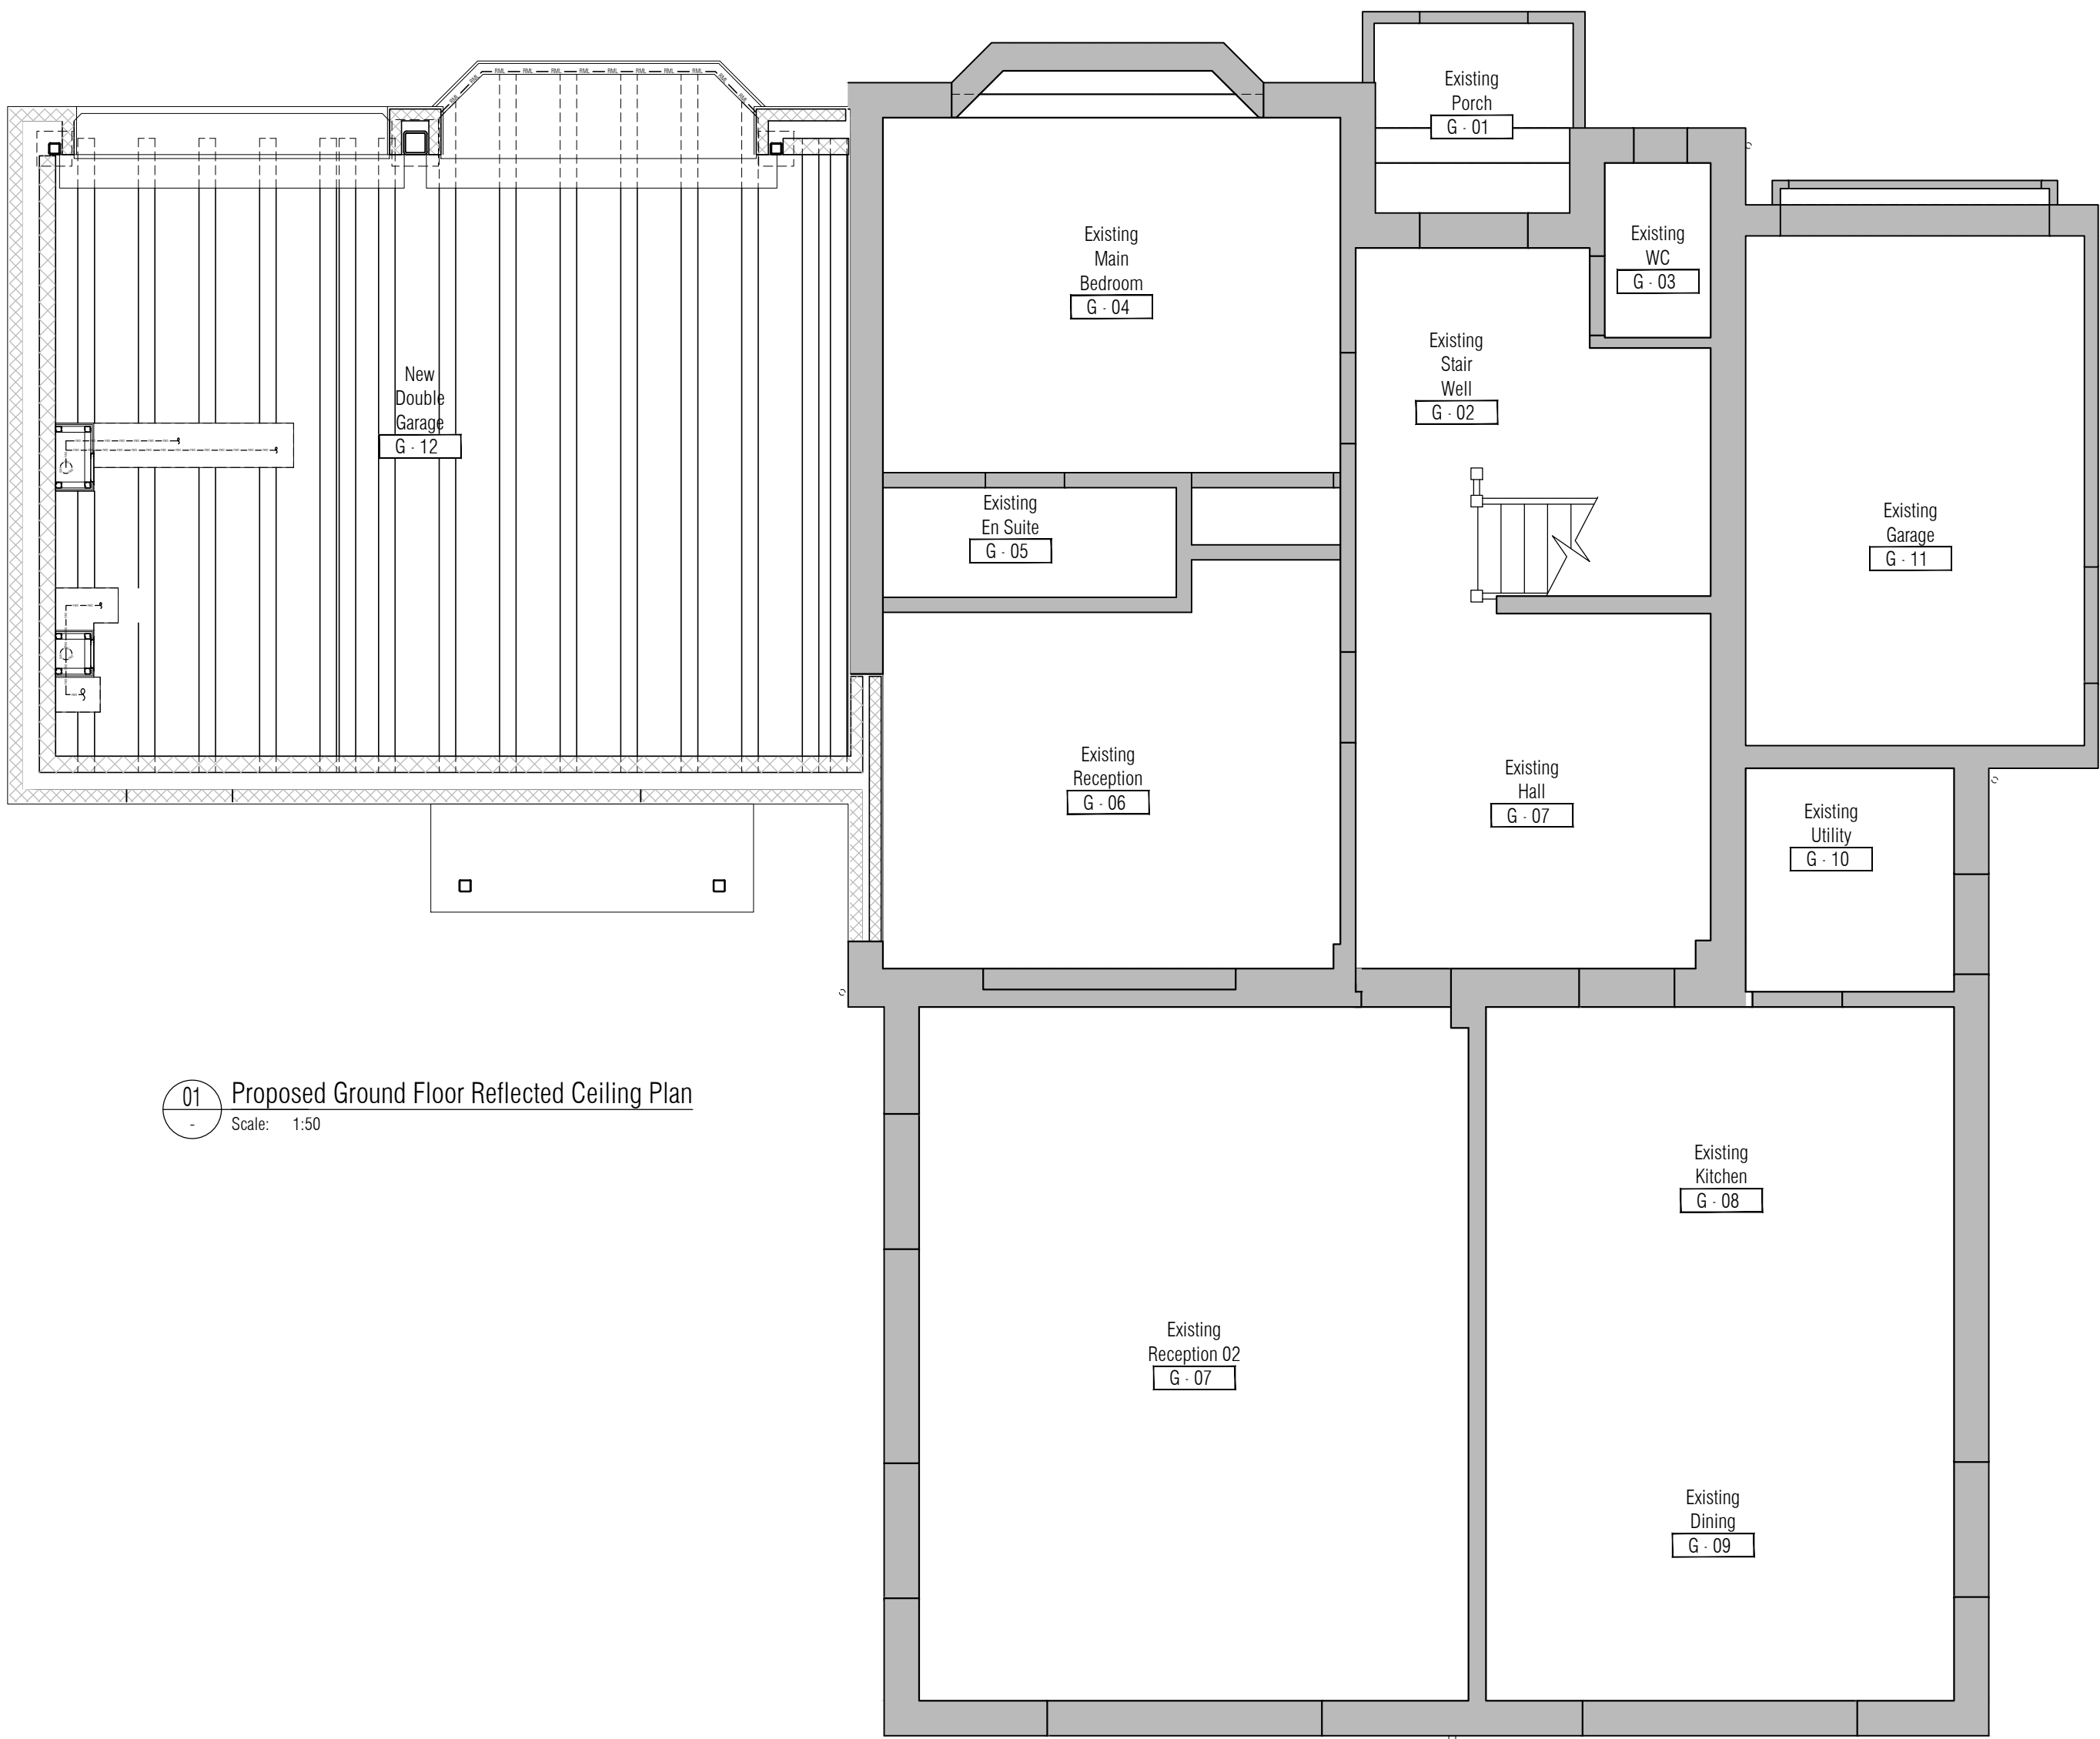 Existing
Porch
G - 01
Existing
Main
Bedroom
G - 04
Existing
WC
G - 03
Existing
Stair
Well
G - 02
New
Double
Garage
G - 12
Existing
En Suite
G - 05
Existing
Garage
G - 11
Existing
Reception
G - 06
Existing
Hall
G - 07
Existing
Utility
G - 10
01
-
Proposed Ground Floor Reflected Ceiling Plan
Scale: 1:50
Existing
Kitchen
G - 08
Existing
Reception 02
G - 07
Existing
Dining
G - 09